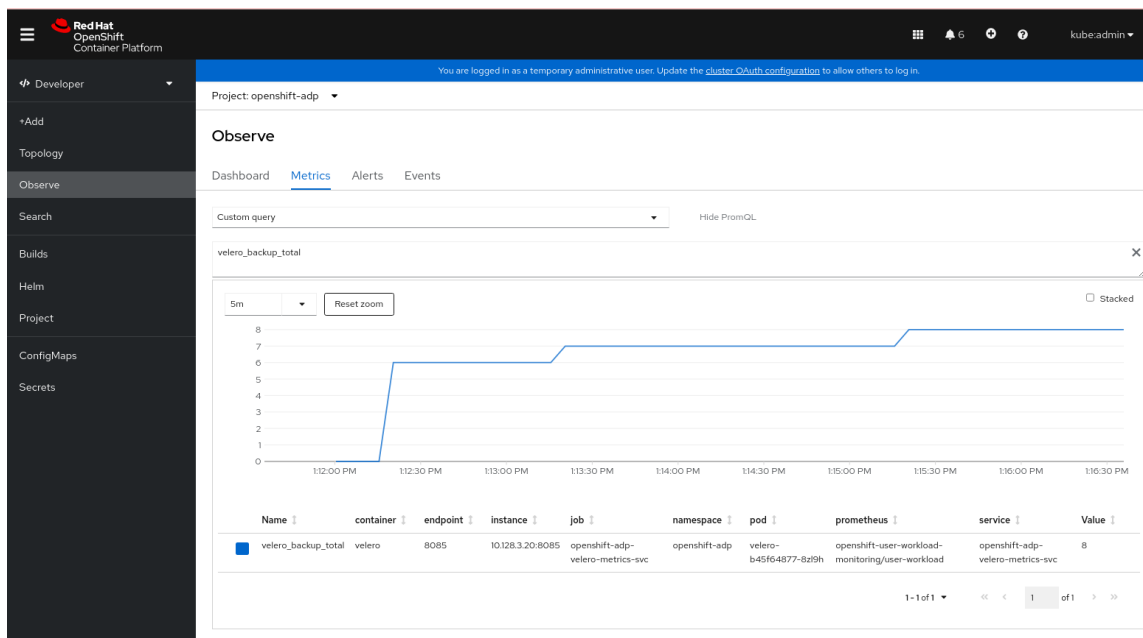 Red Hat
OpenShift
Container Platform
6
kube:admin
You are logged in as a temporary administrative user. Update the cluster OAuth configuration to allow others to log in.
</> Developer
+Add
Topology
Observe
Search
Builds
Helm
Project
ConfigMaps
Secrets
Project: openshift-adp
Observe
Dashboard Metrics Alerts Events
Custom query Hide PromQL
velero_backup_total
5m Reset zoom Stacked
8
7
6
5
4
3
2
1
0
1:12:00 PM 1:12:30 PM 1:13:00 PM 1:13:30 PM 1:14:00 PM 1:14:30 PM 1:15:00 PM 1:15:30 PM 1:16:00 PM 1:16:30 PM
Name container endpoint instance job namespace pod prometheus service Value
velero_backup_total velero 8085 10.128.3.20:8085 openshift-adp- openshift-adp velero- openshift-user-workload- openshift-adp- 8
velero-metrics-svc b45f64877-8zl9h monitoring/user-workload velero-metrics-svc
1 - 1 of 1 << < 1 of 1 > >>